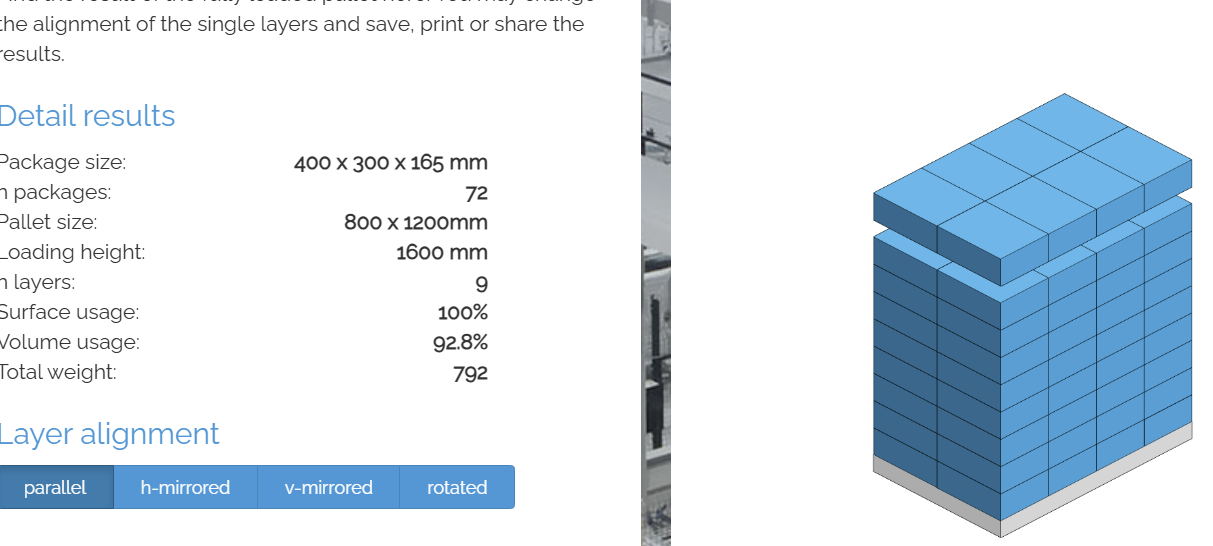 the alignment of the single layers and save, print or share the
results.
Detail results
Package size: 400 x 300 x 165 mm
n packages: 72
Pallet size: 800 x 1200mm
Loading height: 1600 mm
n layers: 9
Surface usage: 100%
Volume usage: 92.8%
Total weight: 792
Layer alignment
parallel h-mirrored v-mirrored rotated